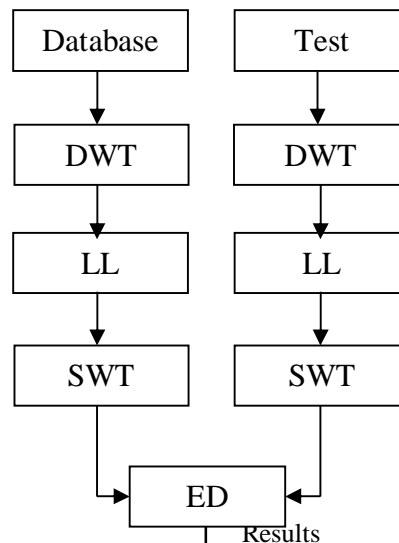 Database
Test
DWT
DWT
LL
LL
SWT
SWT
ED
Results